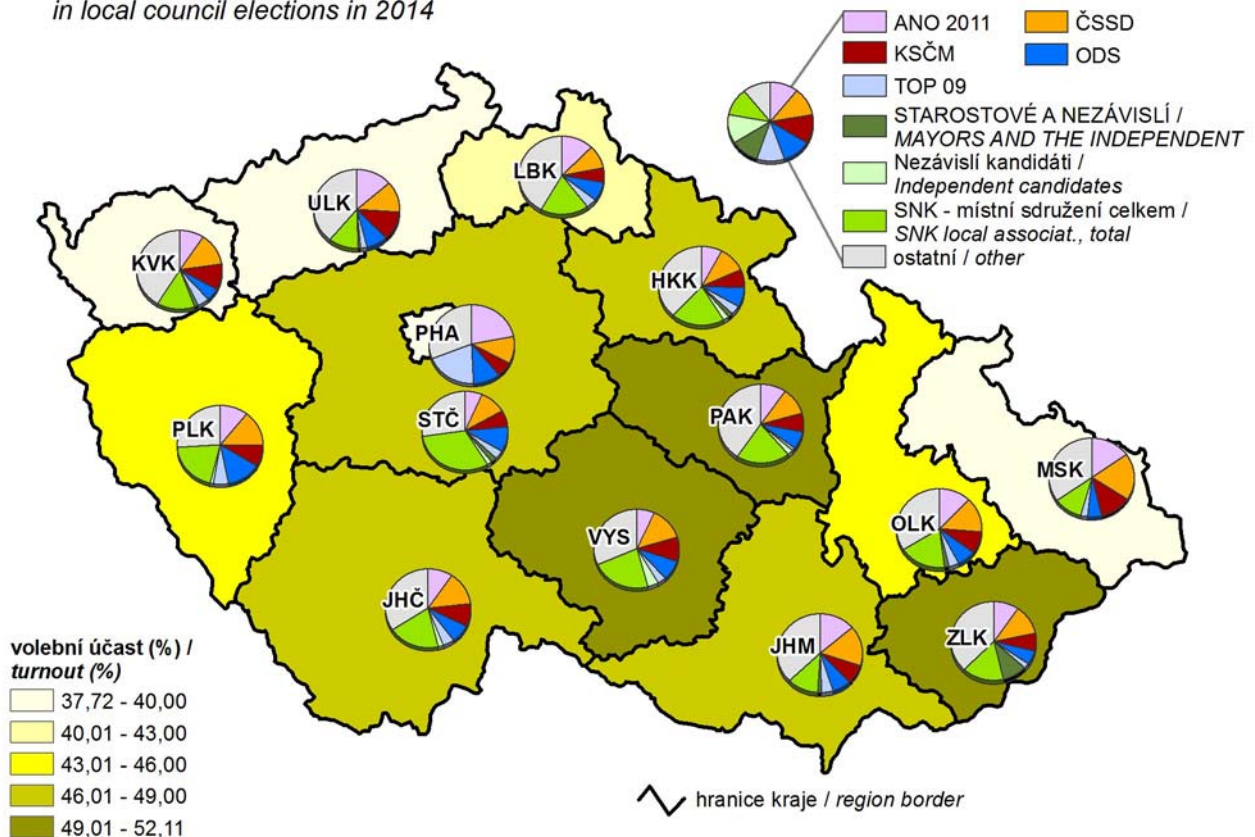 in local council elections in 2014
ANO 2011
ČSSD
KSČM
ODS
TOP 09
STAROSTOVÉ A NEZÁVISLÍ /
MAYORS AND THE INDEPENDENT
Nezávislí kandidáti /
Independent candidates
SNK - místní sdružení celkem /
SNK local associat., total
ostatní / other
LBK
ULK
KVK
HKK
PHA
STČ
PAK
PLK
MSK
OLK
VYS
JHČ
JHM
ZLK
volební účast (%) /
turnout (%)
37,72 - 40,00
40,01 - 43,00
43,01 - 46,00
46,01 - 49,00
49,01 - 52,11
hranice kraje / region border